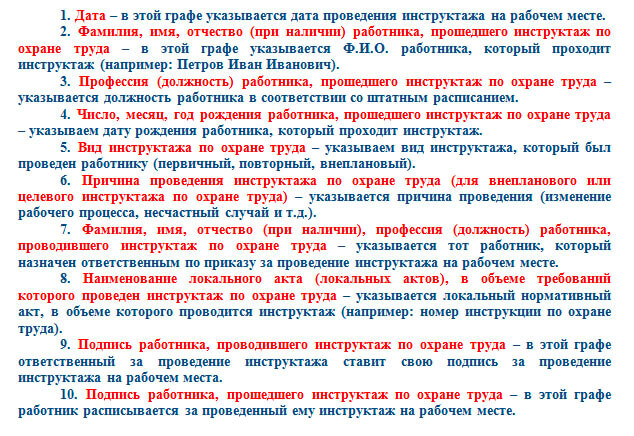 1. Дата – в этой графе указывается дата проведения инструктажа на рабочем месте.
2. Фамилия, имя, отчество (при наличии) работника, прошедшего инструктаж по
охране труда – в этой графе указывается Ф.И.О. работника, который проходит
инструктаж (например: Петров Иван Иванович).
3. Профессия (должность) работника, прошедшего инструктаж по охране труда –
указывается должность работника в соответствии со штатным расписанием.
4. Число, месяц, год рождения работника, прошедшего инструктаж по охране труда
– указываем дату рождения работника, который проходит инструктаж.
5. Вид инструктажа по охране труда – указываем вид инструктажа, который был
проведен работнику (первичный, повторный, внеплановый).
6. Причина проведения инструктажа по охране труда (для внепланового или
целевого инструктажа по охране труда) – указывается причина проведения (изменение
рабочего процесса, несчастный случай и т.д.).
7. Фамилия, имя, отчество (при наличии), профессия (должность) работника,
проводившего инструктаж по охране труда – указывается тот работник, который
назначен ответственным по приказу за проведение инструктажа на рабочем месте.
8. Наименование локального акта (локальных актов), в объеме требований
которого проведен инструктаж по охране труда – указывается локальный нормативный
акт, в объеме которого проводится инструктаж (например: номер инструкции по охране
труда).
9. Подпись работника, проводившего инструктаж по охране труда – в этой графе
ответственный за проведение инструктажа ставит свою подпись за проведение
инструктажа на рабочем места.
10. Подпись работника, прошедшего инструктаж по охране труда – в этой графе
работник расписывается за проведенный ему инструктаж на рабочем месте.